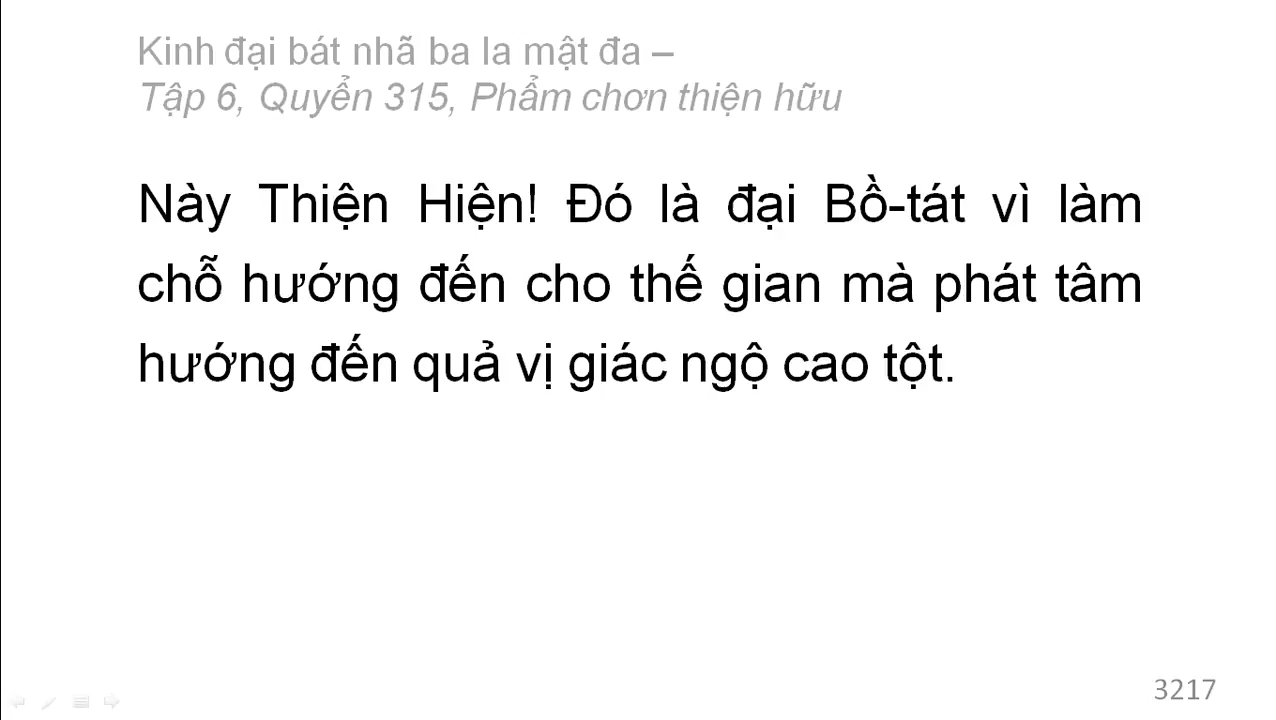 Kinh đại bát nhã ba la mật đa –
Tập 6, Quyển 315, Phẩm chơn thiện hữu
Này Thiện Hiện! Đó là đại Bồ-tát vì làm
chỗ hướng đến cho thế gian mà phát tâm
hướng đến quả vị giác ngộ cao tột.
3217